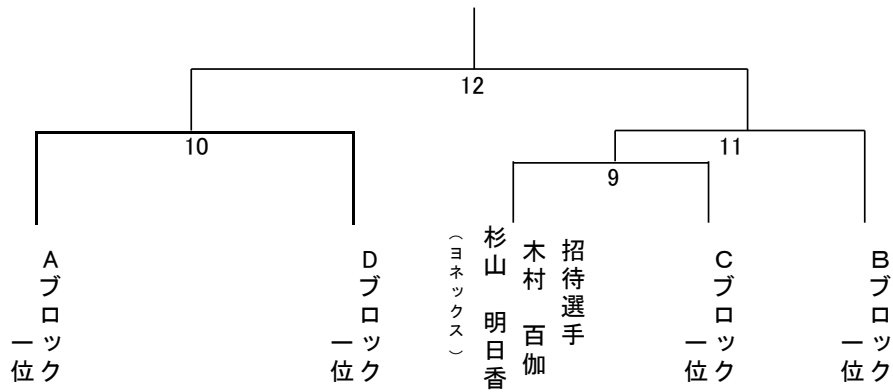 12
10
11
9
Aブロック
一位
Dブロック
一位
招待選手
木村 百伽
杉山 明日香
（ヨネックス）
Cブロック
一位
Bブロック
一位